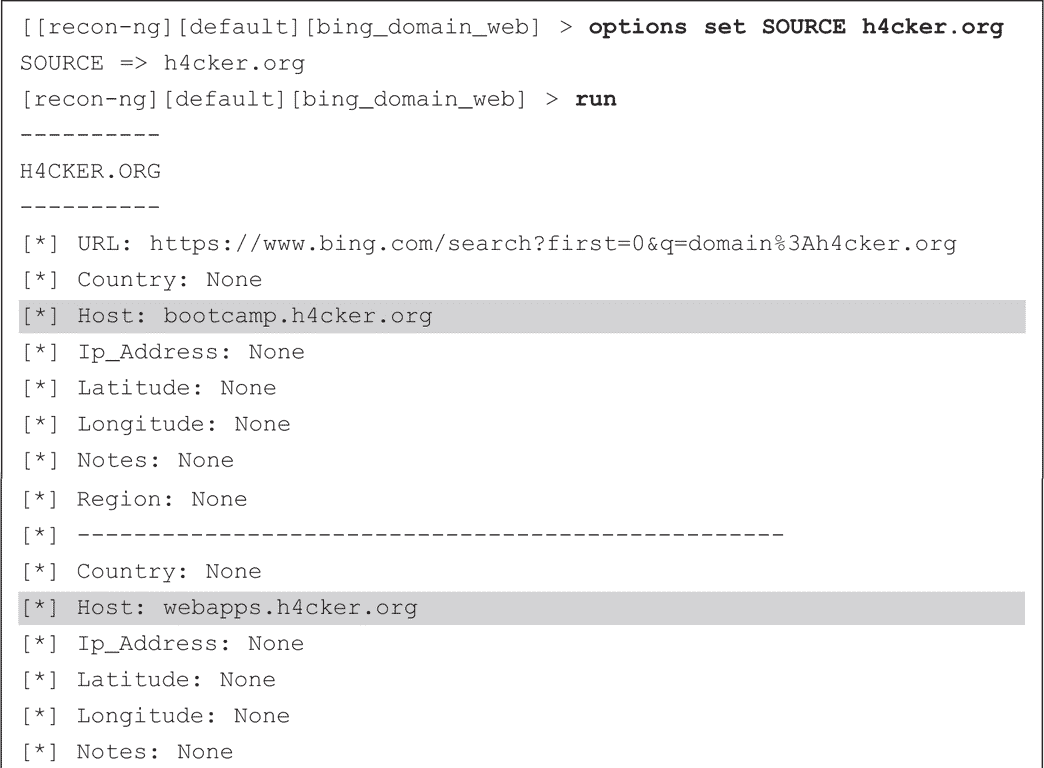 [[recon-ng][default][bing_domain_web] > options set SOURCE h4cker.org
SOURCE => h4cker.org
[recon-ng][default][bing_domain_web] > run
----------
H4CKER.ORG
----------
[*] URL: https://www.bing.com/search?first=0&q=domain%3Ah4cker.org
[*] Country: None
[*] Host: bootcamp.h4cker.org
[*] Ip_Address: None
[*] Latitude: None
[*] Longitude: None
[*] Notes: None
[*] Region: None
[*] --------------------------------------------------
[*] Country: None
[*] Host: webapps.h4cker.org
[*] Ip_Address: None
[*] Latitude: None
[*] Longitude: None
[*] Notes: None